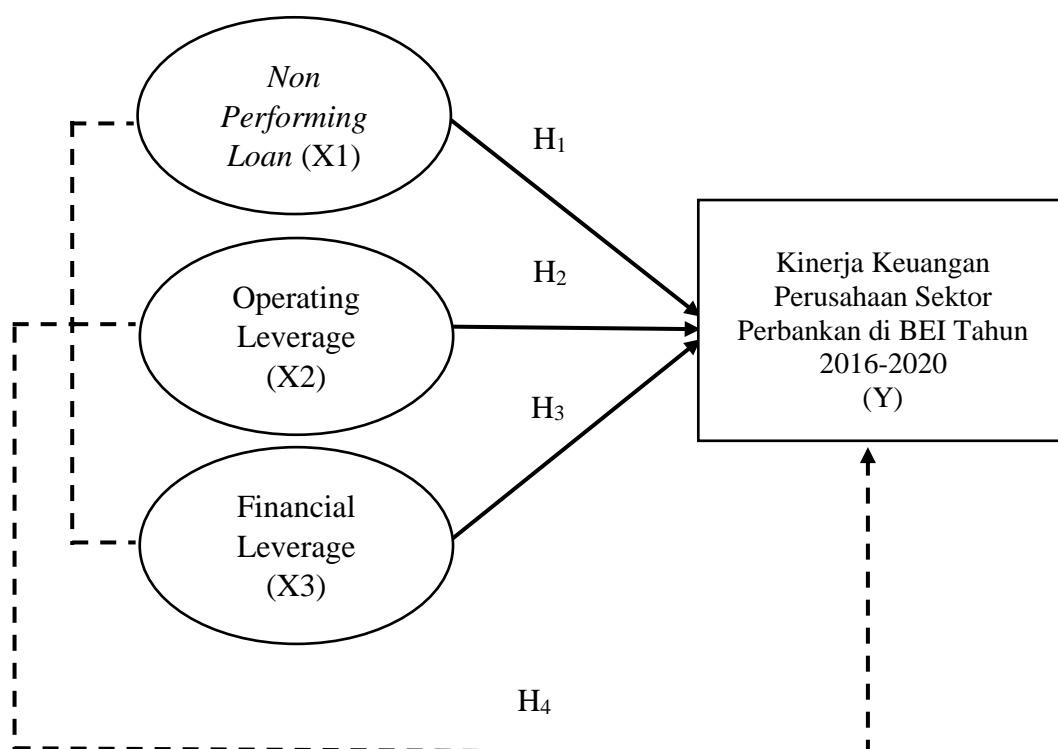 Non
Performing
Loan (X1)
H1
Operating
Leverage
(X2)
H2
Financial
Leverage
(X3)
H3
Kinerja Keuangan
Perusahaan Sektor
Perbankan di BEI Tahun
2016-2020
(Y)
H4